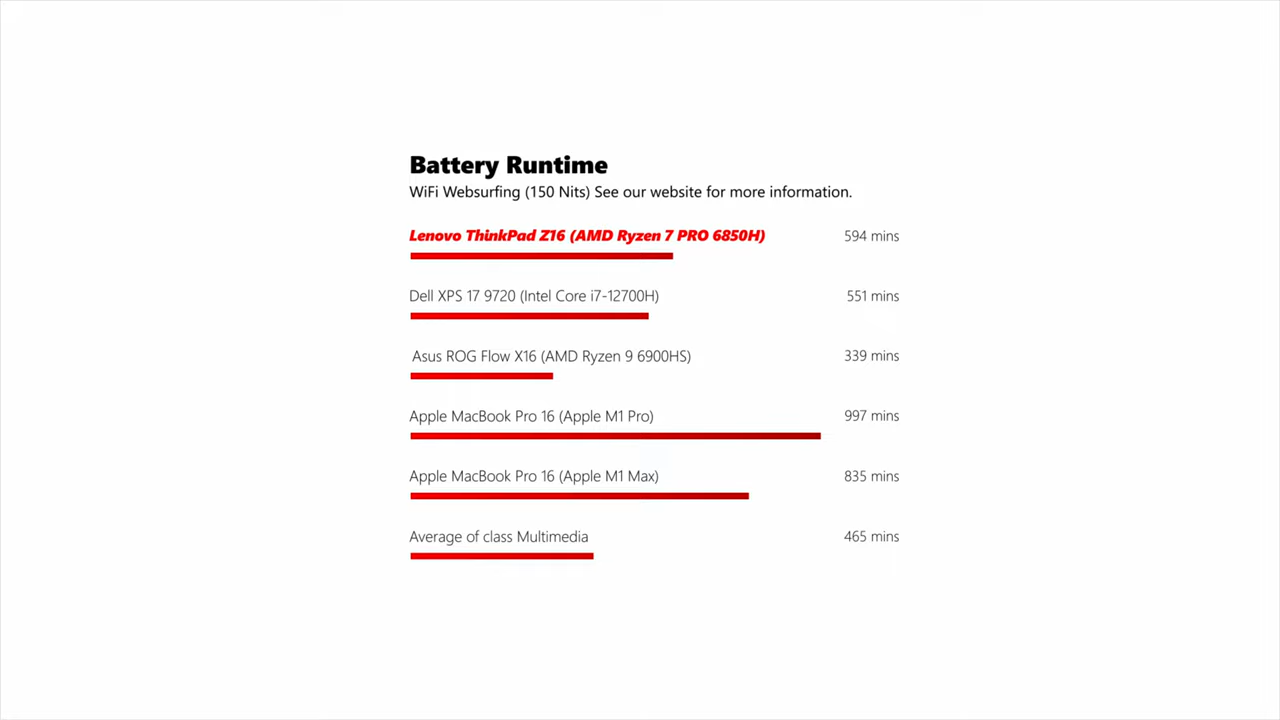 Battery Runtime
WiFi Websurfing (150 Nits) See our website for more information.
Lenovo ThinkPad Z16 (AMD Ryzen 7 PRO 6850H) 594 mins
Dell XPS 17 9720 (Intel Core i7-12700H) 551 mins
Asus ROG Flow X16 (AMD Ryzen 9 6900HS) 339 mins
Apple MacBook Pro 16 (Apple M1 Pro) 997 mins
Apple MacBook Pro 16 (Apple M1 Max) 835 mins
Average of class Multimedia 465 mins